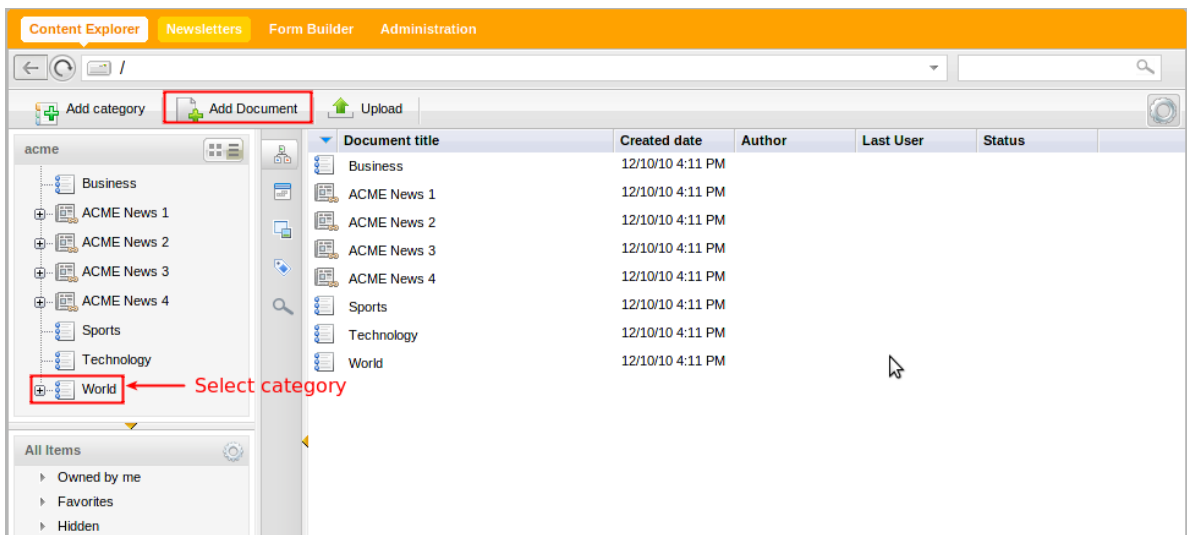 Content Explorer Newsletters Form Builder Administration
/
Add category Add Document Upload
acme
Business
ACME News 1
ACME News 2
ACME News 3
ACME News 4
Sports
Technology
World
Select category
All Items
Owned by me
Favorites
Hidden
Document title Created date Author Last User Status
Business 12/10/10 4:11 PM
ACME News 1 12/10/10 4:11 PM
ACME News 2 12/10/10 4:11 PM
ACME News 3 12/10/10 4:11 PM
ACME News 4 12/10/10 4:11 PM
Sports 12/10/10 4:11 PM
Technology 12/10/10 4:11 PM
World 12/10/10 4:11 PM